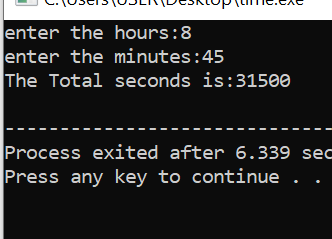 C:\Users\USER\Desktop\time.exe
enter the hours:8
enter the minutes:45
The Total seconds is:31500
--------------------------------
Process exited after 6.339 sec
Press any key to continue . .